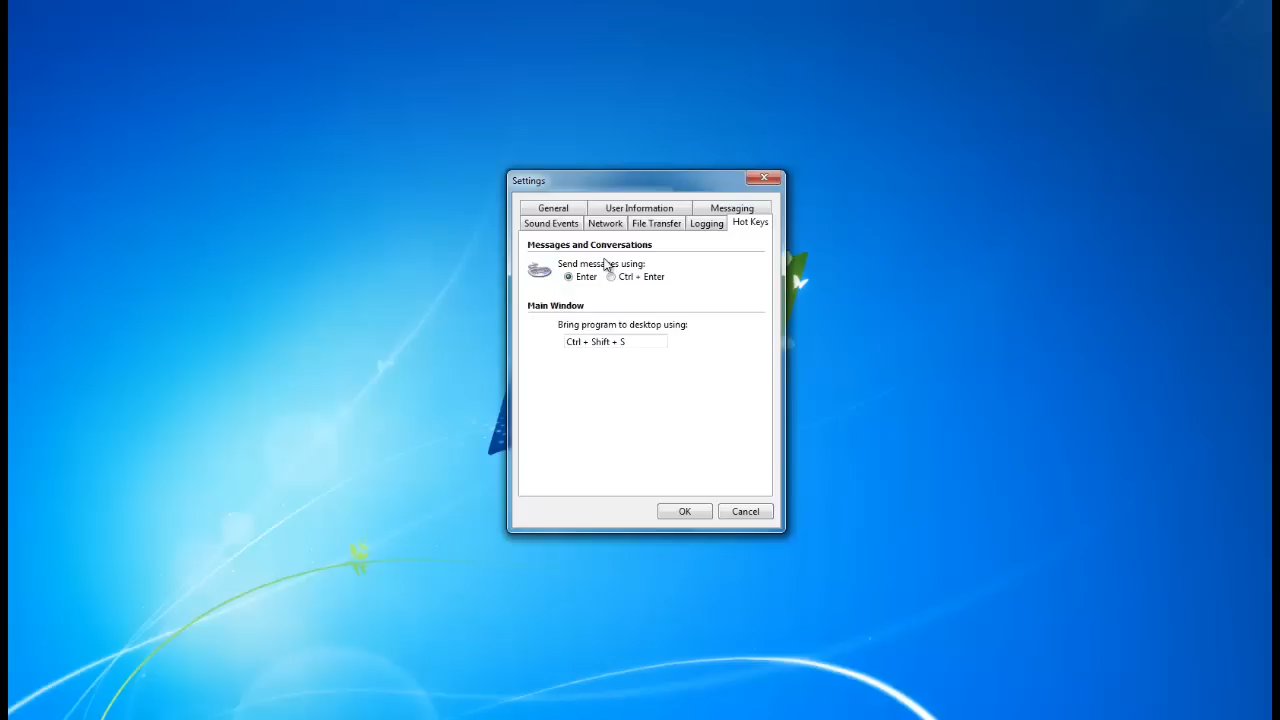 Settings
General User Information Messaging
Sound Events Network File Transfer Logging Hot Keys
Messages and Conversations
Send messages using:
Enter Ctrl + Enter
Main Window
Bring program to desktop using:
Ctrl + Shift + S
OK Cancel